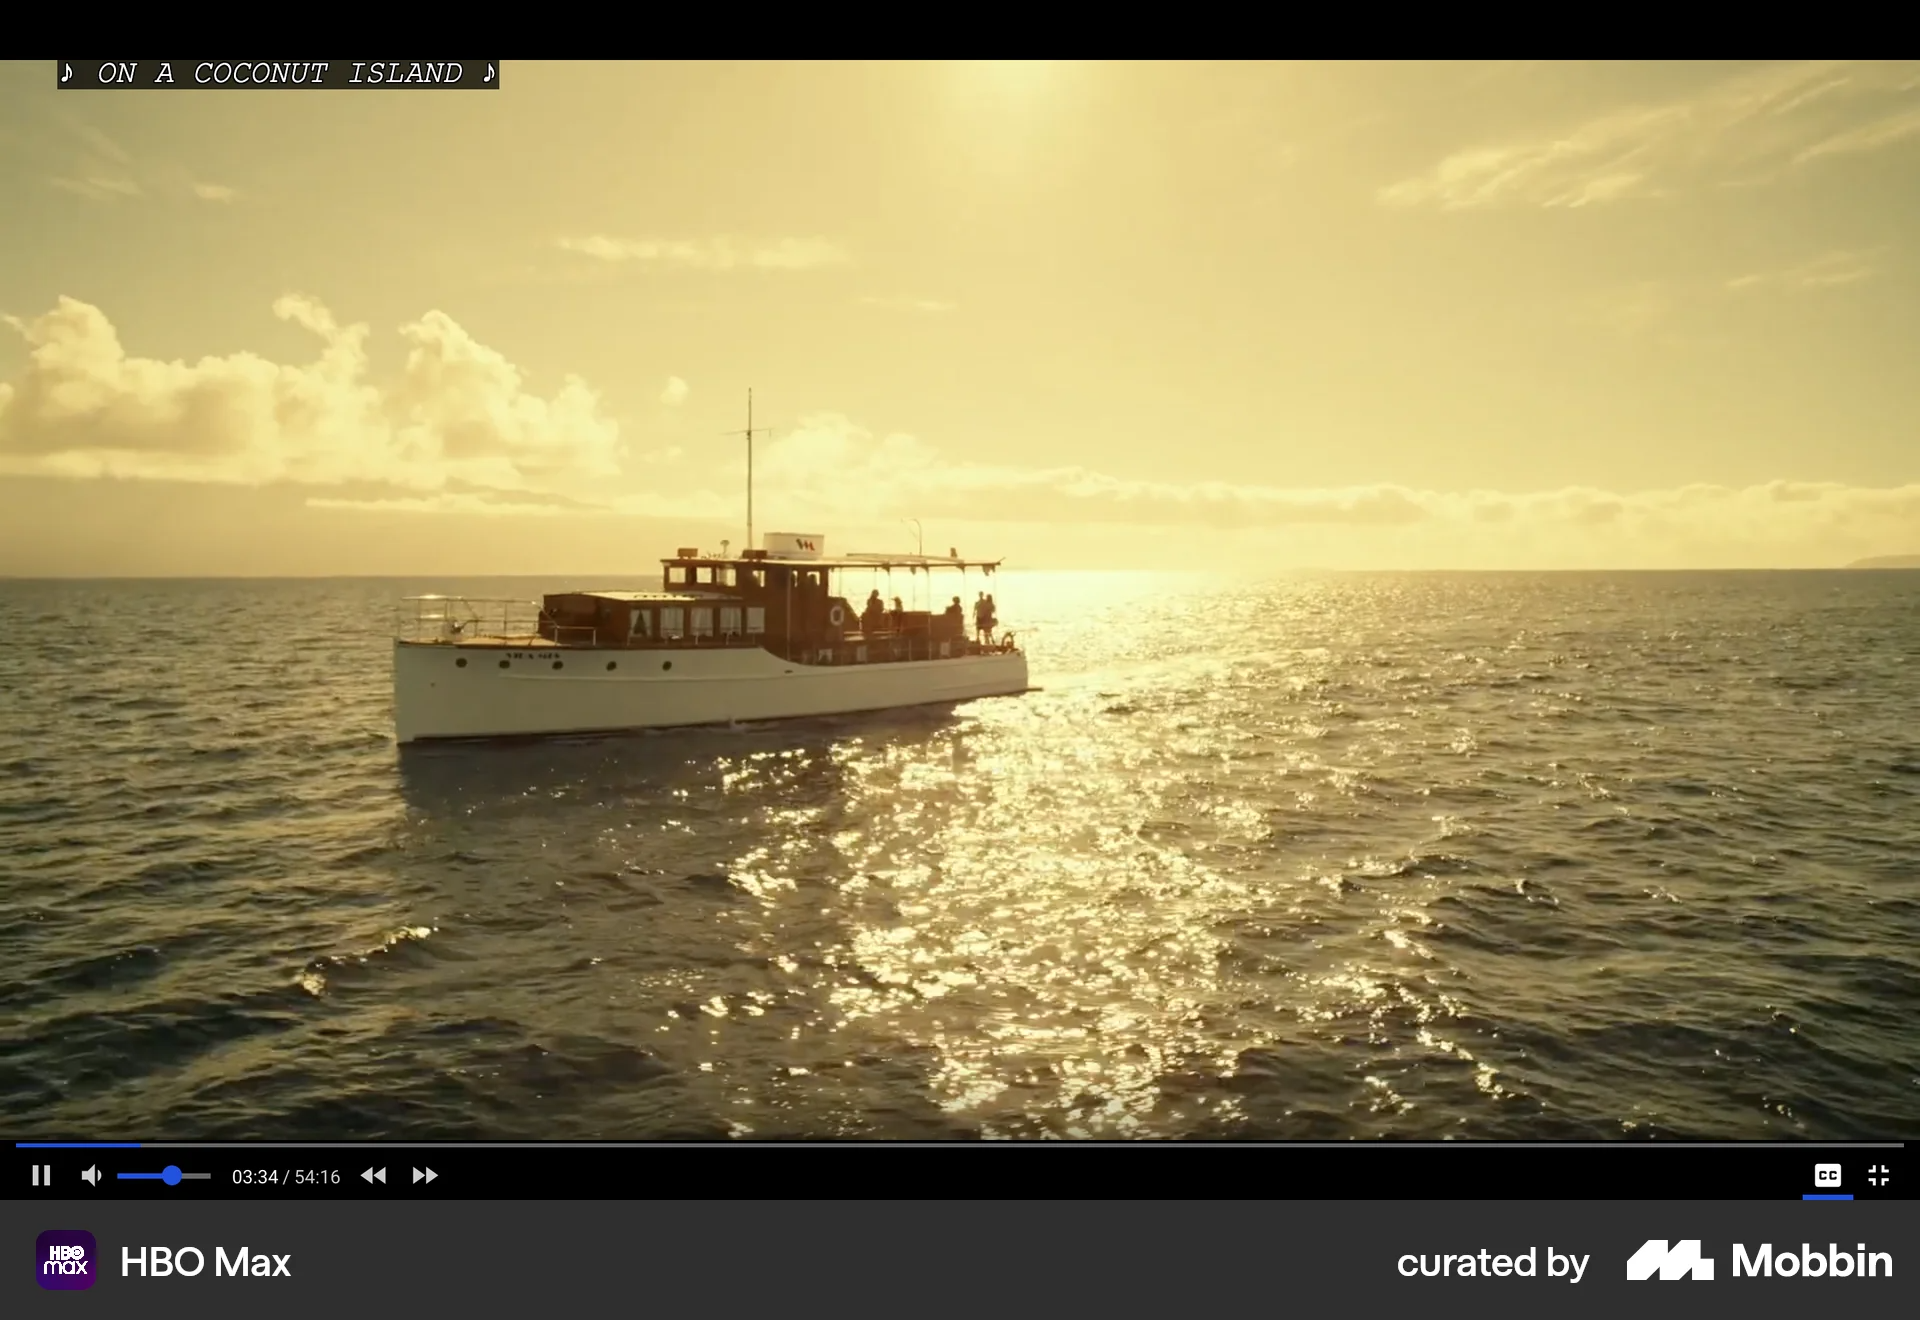 ♪ ON A COCONUT ISLAND ♪
03:34 / 54:16
CC
HBO
max
HBO Max
curated by
Mobbin